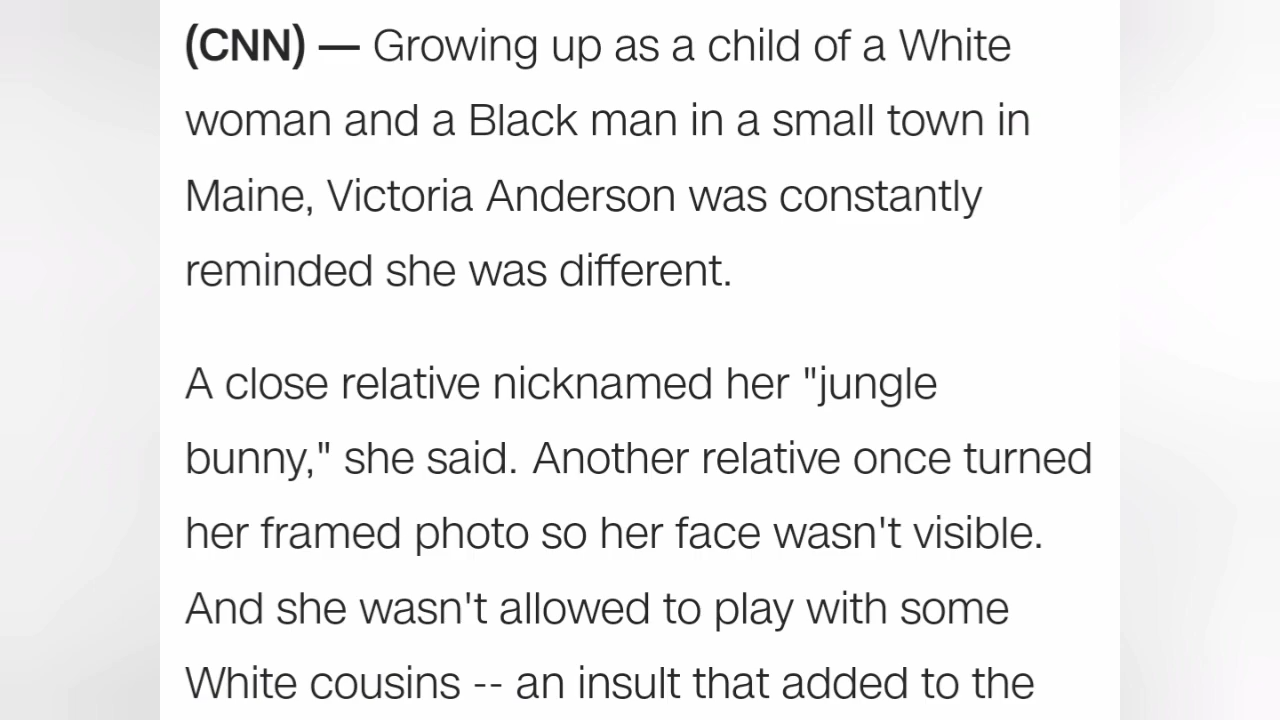 (CNN) — Growing up as a child of a White
woman and a Black man in a small town in
Maine, Victoria Anderson was constantly
reminded she was different.
A close relative nicknamed her "jungle
bunny," she said. Another relative once turned
her framed photo so her face wasn't visible.
And she wasn't allowed to play with some
White cousins -- an insult that added to the